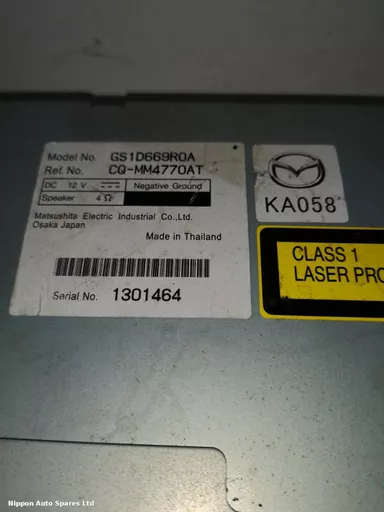 Model No. GS1D669R0A
Ref. No. CQ-MM4770AT
DC 12 V Negative Ground
Speaker 4Ω
Matsushita Electric Industrial Co.,Ltd.
Osaka Japan
Made in Thailand
Serial No. 1301464
KA058
CLASS 1
LASER PRO
Nippon Auto Spares Ltd